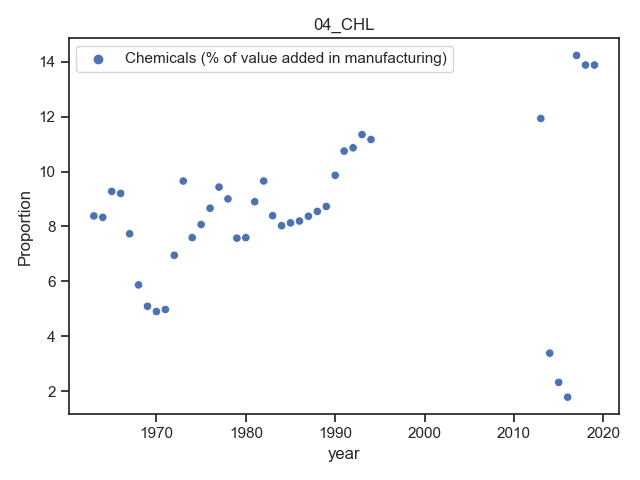 04_CHL
Chemicals (% of value added in manufacturing)
Proportion
14
12
10
8
6
4
2
1970 1980 1990 2000 2010 2020
year